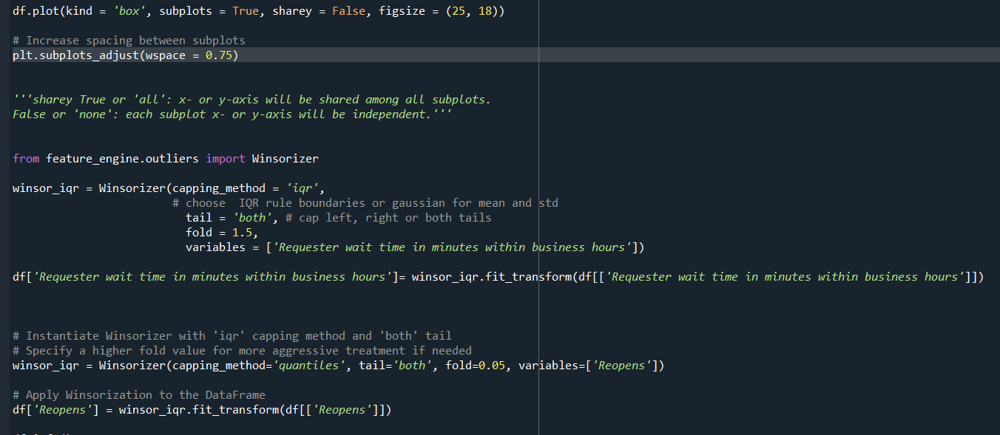 df.plot(kind = 'box', subplots = True, sharey = False, figsize = (25, 18))
# Increase spacing between subplots
plt.subplots_adjust(wspace = 0.75)
'''sharey True or 'all': x- or y-axis will be shared among all subplots.
False or 'none': each subplot x- or y-axis will be independent.'''
from feature_engine.outliers import Winsorizer
winsor_iqr = Winsorizer(capping_method = 'iqr',
# choose  IQR rule boundaries or gaussian for mean and std
tail = 'both', # cap left, right or both tails
fold = 1.5,
variables = ['Requester wait time in minutes within business hours'])
df['Requester wait time in minutes within business hours']= winsor_iqr.fit_transform(df[['Requester wait time in minutes within business hours']])
# Instantiate Winsorizer with 'iqr' capping method and 'both' tail
# Specify a higher fold value for more aggressive treatment if needed
winsor_iqr = Winsorizer(capping_method='quantiles', tail='both', fold=0.05, variables=['Reopens'])
# Apply Winsorization to the DataFrame
df['Reopens'] = winsor_iqr.fit_transform(df[['Reopens']])